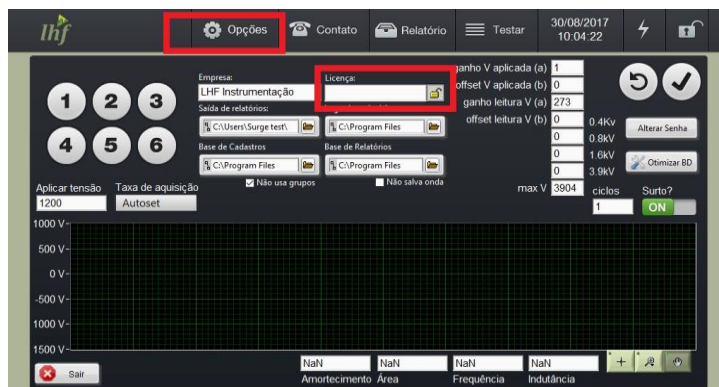 lhf Opções Contato Relatório Testar 30/08/2017 10:04:22
1 2 3
4 5 6
Empresa:
LHF Instrumentação
Licença:
Saída de relatórios:
C:\Users\Surge test\
C:\Program Files
Base de Cadastros
C:\Program Files
Base de Relatórios
C:\Program Files
Não usa grupos
Não salva onda
ganho V aplicada (a) 1
offset V aplicada (b) 0
ganho leitura V (a) 273
offset leitura V (b) 0 0.4Kv
0 0.8kV
0 1.6kV
0 3.9kV
max V 3904
ciclos
1
Alterar Senha
Otimizar BD
Surto?
ON
Aplicar tensão
1200
Taxa de aquisição
Autoset
1000 V
500 V
0 V
-500 V
1000 V
1500 V
Sair
NaN NaN NaN NaN
Amortecimento Área Frequência Indutância